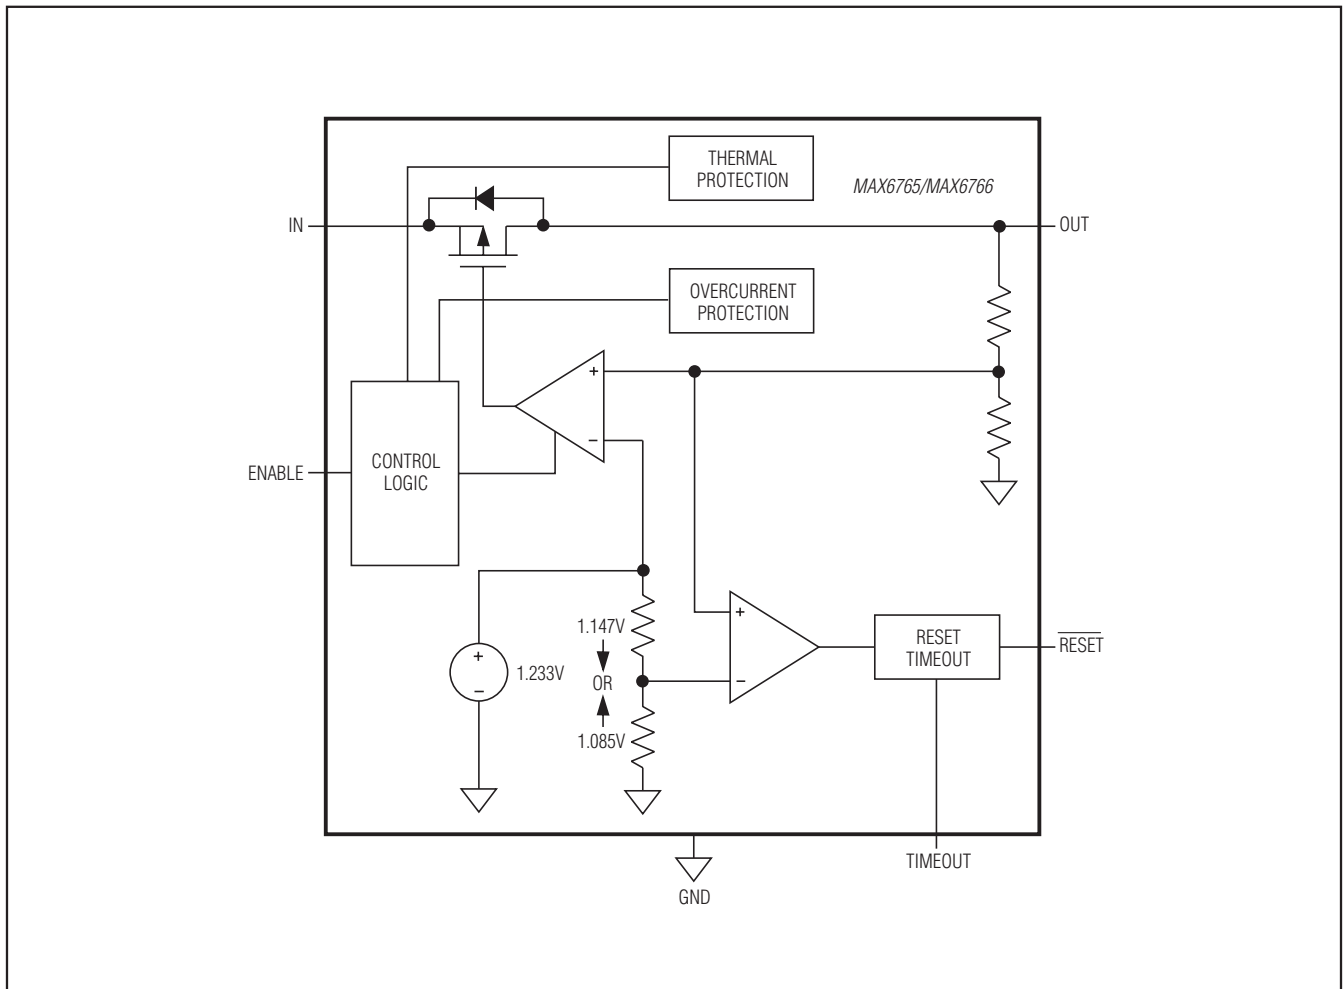 THERMAL
PROTECTION
MAX6765/MAX6766
IN
OUT
OVERCURRENT
PROTECTION
+
−
ENABLE
CONTROL
LOGIC
1.147V
+
RESET
TIMEOUT
RESET
+
1.233V
−
OR
−
1.085V
TIMEOUT
GND